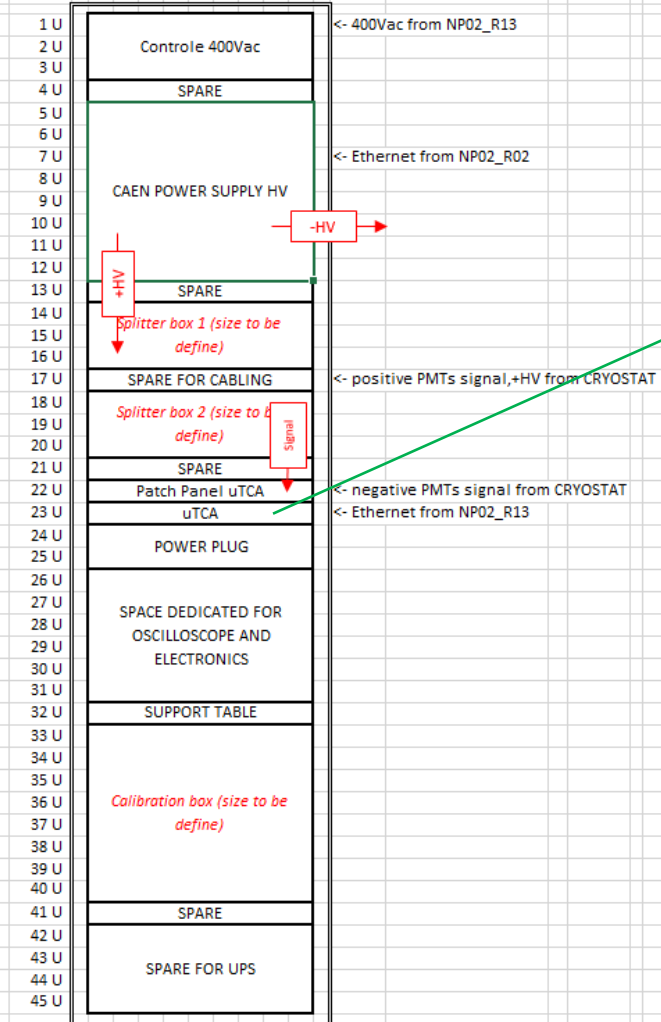 1 U
<- 400Vac from NP02_R13
2 U
Controle 400Vac
3 U
4 U
SPARE
5 U
6 U
7 U
<- Ethernet from NP02_R02
8 U
CAEN POWER SUPPLY HV
9 U
10 U
-HV
11 U
12 U
+HV
13 U
SPARE
14 U
Splitter box 1 (size to be
15 U
define)
16 U
17 U
SPARE FOR CABLING
<- positive PMTs signal,+HV from CRYOSTAT
18 U
Splitter box 2 (size to b
19 U
define)
Signal
20 U
21 U
SPARE
22 U
Patch Panel uTCA
<- negative PMTs signal from CRYOSTAT
23 U
uTCA
<- Ethernet from NP02_R13
24 U
POWER PLUG
25 U
26 U
27 U
SPACE DEDICATED FOR
28 U
OSCILLOSCOPE AND
29 U
ELECTRONICS
30 U
31 U
32 U
SUPPORT TABLE
33 U
34 U
35 U
36 U
Calibration box (size to be
37 U
define)
38 U
39 U
40 U
41 U
SPARE
42 U
43 U
SPARE FOR UPS
44 U
45 U